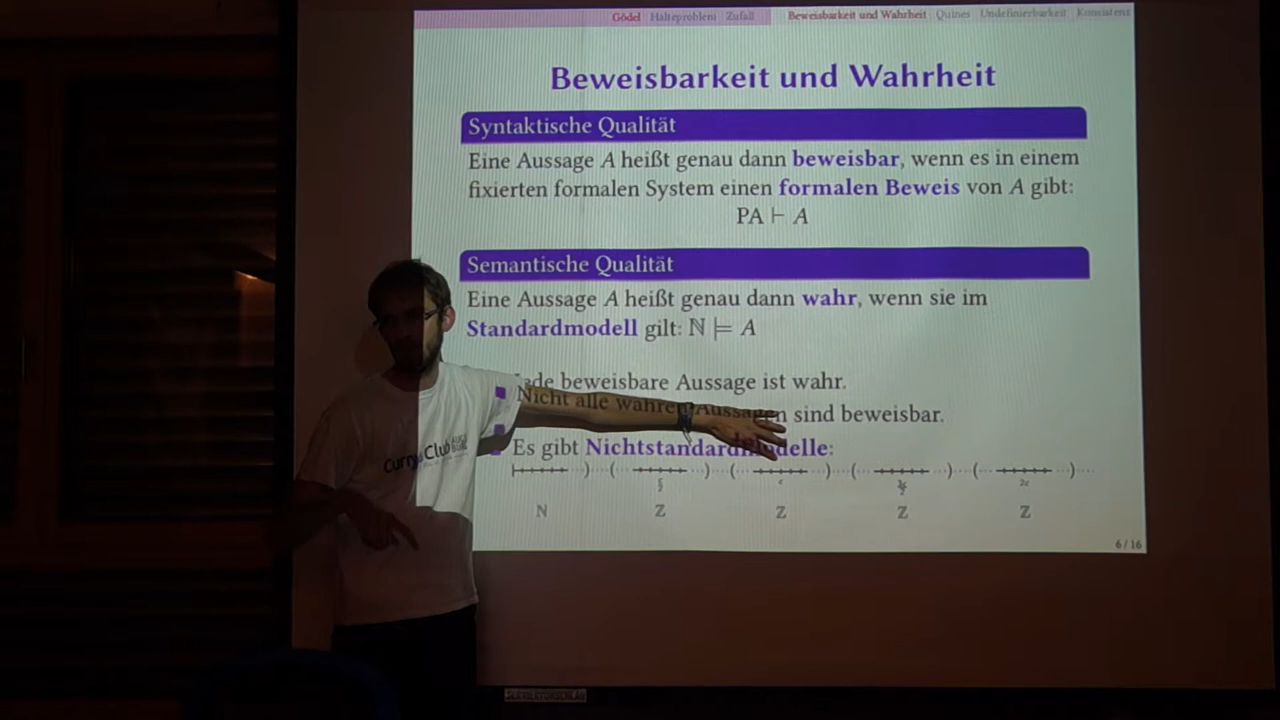 Gödel Halteproblem Zufall Beweisbarkeit und Wahrheit Quines Undefinierbarkeit Konsistenz
Beweisbarkeit und Wahrheit
Syntaktische Qualität
Eine Aussage A heißt genau dann beweisbar, wenn es in einem
fixierten formalen System einen formalen Beweis von A gibt:
PA ⊢ A
Semantische Qualität
Eine Aussage A heißt genau dann wahr, wenn sie im
Standardmodell gilt: ℕ ⊨ A
Jede beweisbare Aussage ist wahr.
Nicht alle wahren Aussagen sind beweisbar.
Es gibt Nichtstandardmodelle:
ℕ ℤ ℤ ℤ ℤ
6 / 16
Curry Club